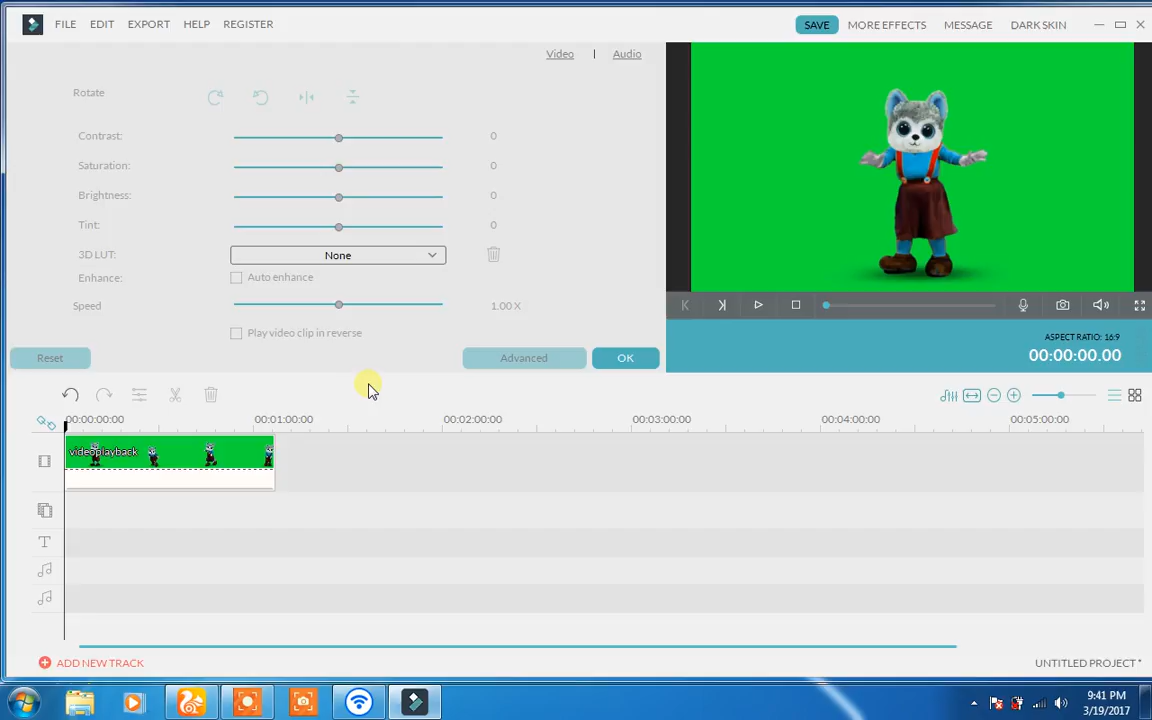 FILE EDIT EXPORT HELP REGISTER SAVE MORE EFFECTS MESSAGE DARK SKIN
Video | Audio
Rotate
Contrast: 0
Saturation: 0
Brightness: 0
Tint: 0
3D LUT: None
Enhance: Auto enhance
Speed 1.00 X
Play video clip in reverse
Reset Advanced OK
ASPECT RATIO: 16:9
00:00:00.00
00:00:00:00 00:01:00:00 00:02:00:00 00:03:00:00 00:04:00:00 00:05:00:00
videoplayback
T
ADD NEW TRACK UNTITLED PROJECT *
9:41 PM
3/19/2017